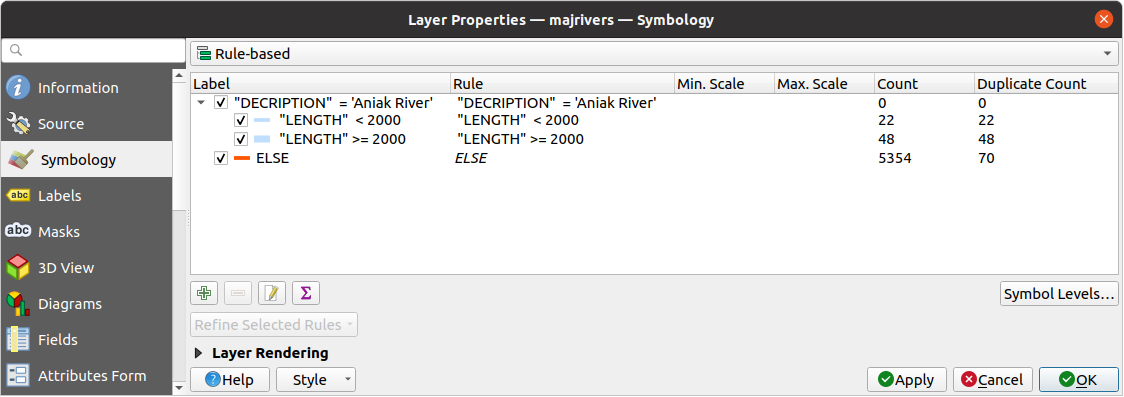 Layer Properties — majrivers — Symbology
Information
Source
Symbology
Labels
Masks
3D View
Diagrams
Fields
Attributes Form
Rule-based
Label Rule Min. Scale Max. Scale Count Duplicate Count
"DECRIPTION" = 'Aniak River' "DECRIPTION" = 'Aniak River' 0 0
"LENGTH" < 2000 "LENGTH" < 2000 22 22
"LENGTH" >= 2000 "LENGTH" >= 2000 48 48
ELSE ELSE 5354 70
Symbol Levels...
Refine Selected Rules
Layer Rendering
Help Style Apply Cancel OK